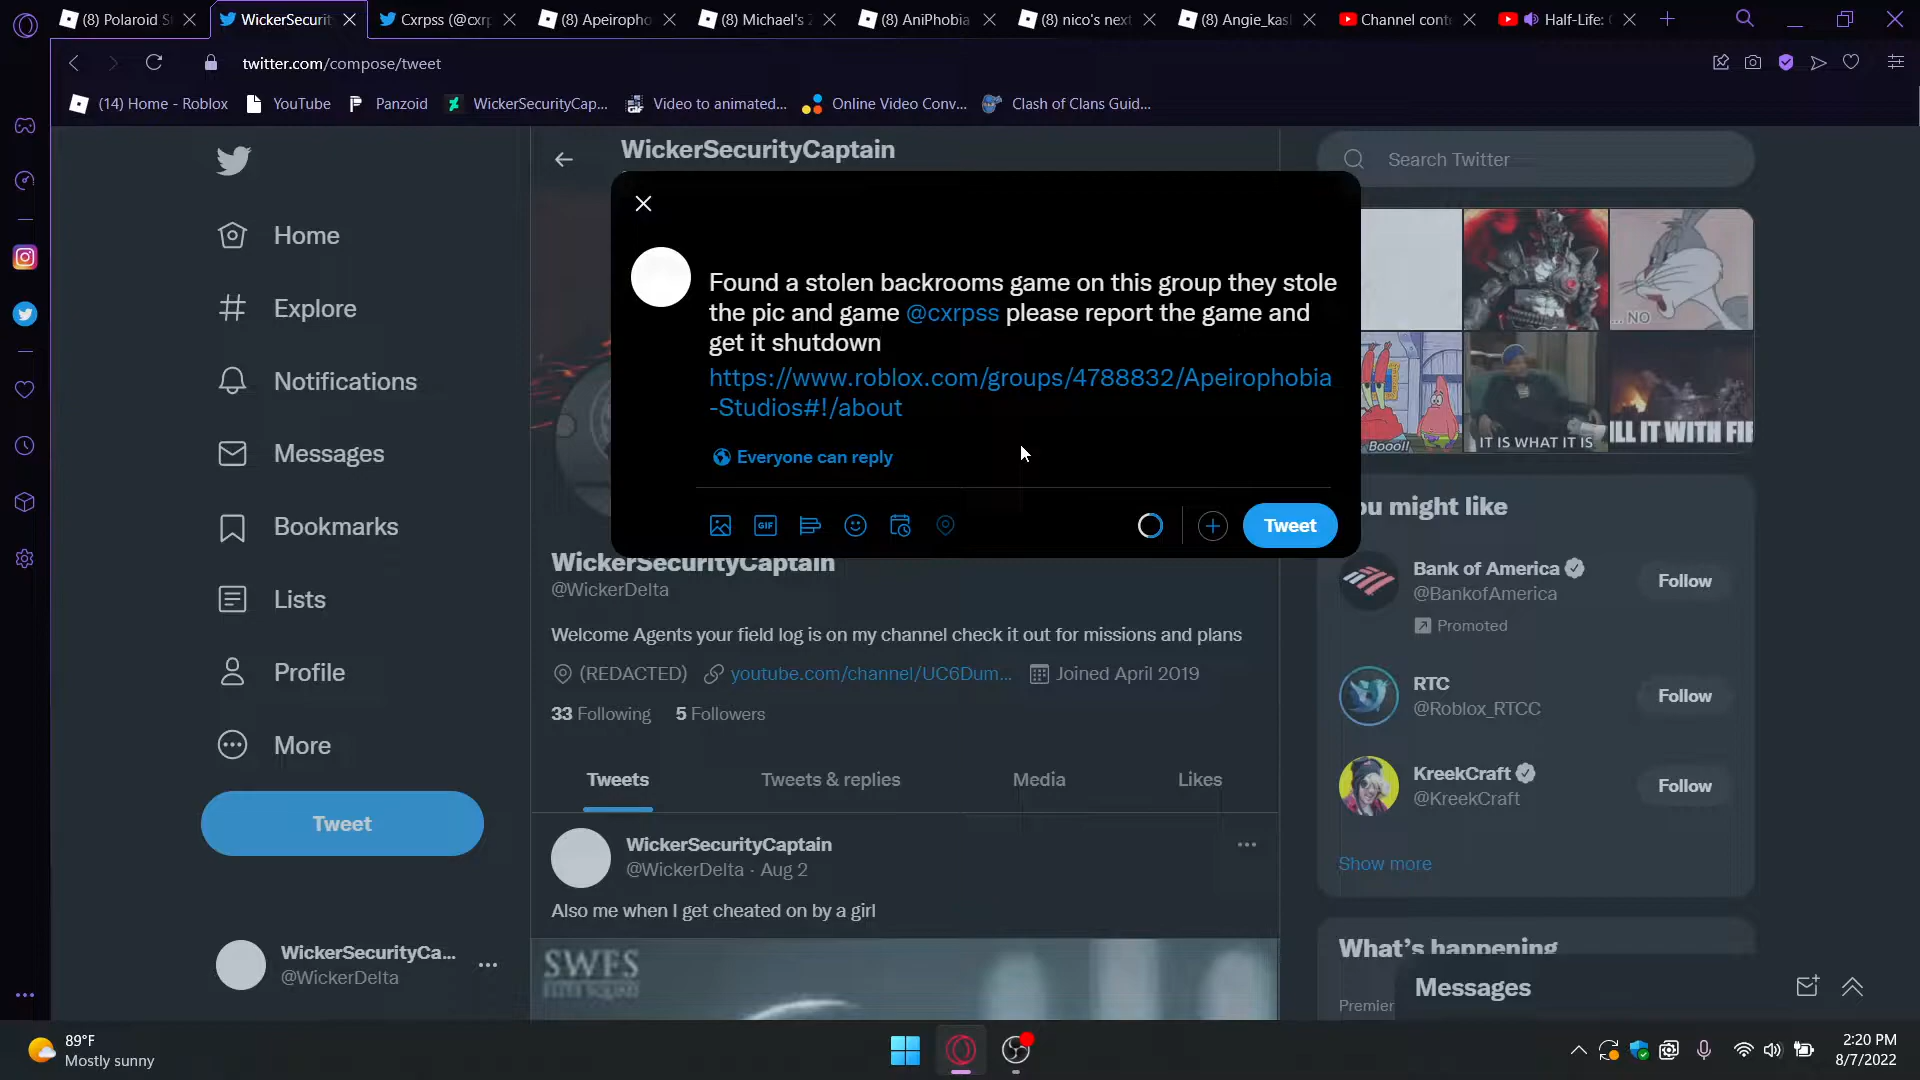 (8) Polaroid S
WickerSecurit
Cxrpss (@cxrp
(8) Apeiropho
(8) Michael's Z
(8) AniPhobia
(8) nico's next
(8) Angie_kas
Channel cont
Half-Life:
twitter.com/compose/tweet
(14) Home - Roblox
YouTube
Panzoid
WickerSecurityCap...
Video to animated...
Online Video Conv...
Clash of Clans Guid...
WickerSecurityCaptain
Search Twitter
Home
Explore
Notifications
Messages
Bookmarks
Lists
Profile
More
Tweet
WickerSecurityCa...
@WickerDelta
Found a stolen backrooms game on this group they stole
the pic and game @cxrpss please report the game and
get it shutdown
https://www.roblox.com/groups/4788832/Apeirophobia
-Studios#!/about
Everyone can reply
GIF
Tweet
WickerSecurityCaptain
@WickerDelta
Welcome Agents your field log is on my channel check it out for missions and plans
(REDACTED) youtube.com/channel/UC6Dum... Joined April 2019
33 Following 5 Followers
Tweets
Tweets & replies
Media
Likes
WickerSecurityCaptain
@WickerDelta · Aug 2
Also me when I get cheated on by a girl
SWFS
ELITE SQUAD
... NO
Boooo!
IT IS WHAT IT IS
ILL IT WITH FI
ou might like
Bank of America
@BankofAmerica
Promoted
Follow
RTC
@Roblox_RTCC
Follow
KreekCraft
@KreekCraft
Follow
Show more
What's happening
Premier
Messages
89°F
Mostly sunny
2:20 PM
8/7/2022